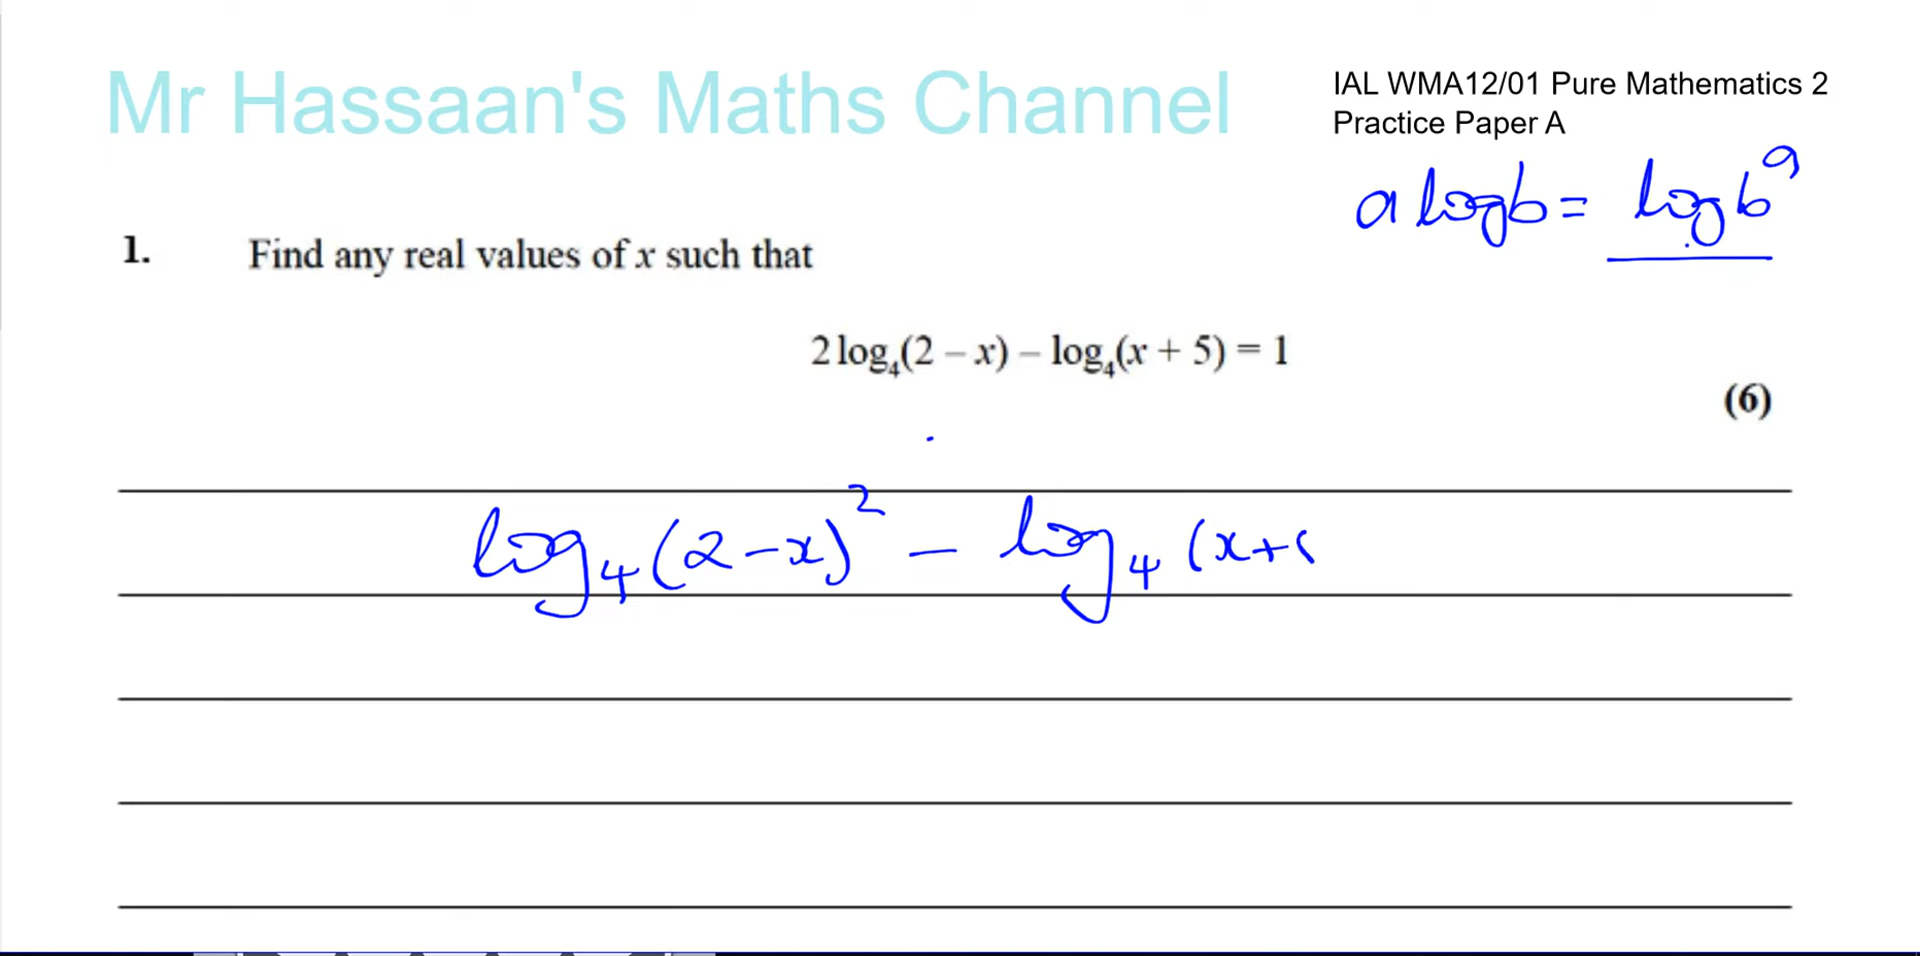 Mr Hassaan's Maths Channel
IAL WMA12/01 Pure Mathematics 2
Practice Paper A
a log b = log b^a
1. Find any real values of x such that
2 log₄(2 – x) – log₄(x + 5) = 1
(6)
log₄(2-x)² - log₄(x+